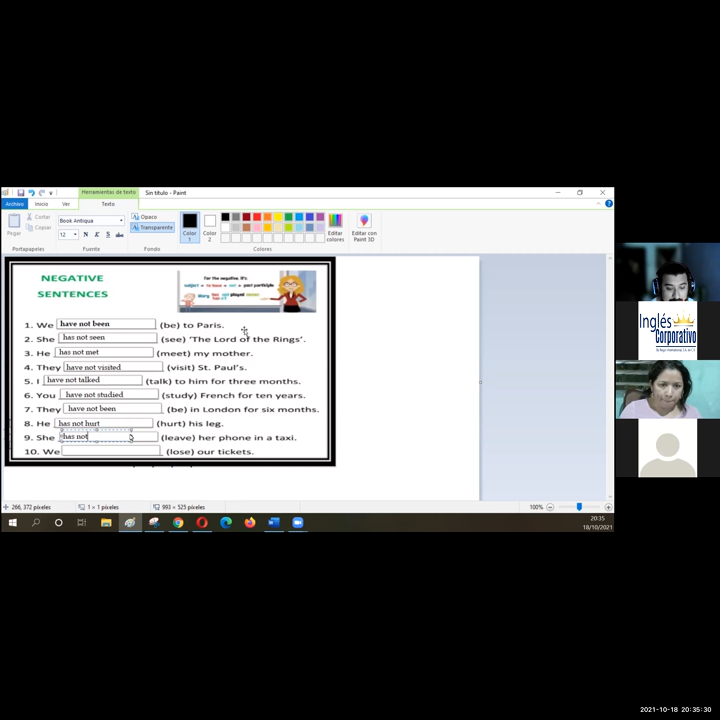 Herramientas de texto
Sin título - Paint
Archivo Inicio Ver Texto
Pegar
Cortar
Copiar
Portapapeles
Book Antiqua
12
N K S abc
Fuente
Opaco
Transparente
Fondo
Color 1
Color 2
Colores
Editar colores
Editar con Paint 3D
NEGATIVE
SENTENCES
For the negative, it's
subject + to have + not + past participle
1. We have not been (be) to Paris.
2. She has not seen (see) 'The Lord of the Rings'.
3. He has not met (meet) my mother.
4. They have not visited (visit) St. Paul's.
5. I have not talked (talk) to him for three months.
6. You have not studied (study) French for ten years.
7. They have not been (be) in London for six months.
8. He has not hurt (hurt) his leg.
9. She has not (leave) her phone in a taxi.
10. We (lose) our tickets.
266, 372 píxeles
1 × 1 píxeles
993 × 525 píxeles
100%
20:35
18/10/2021
Inglés
Corporativo
2021-10-18 20:35:30